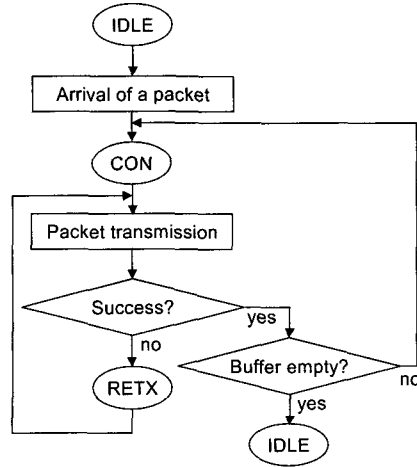 IDLE
Arrival of a packet
CON
Packet transmission
Success?
yes
no
Buffer empty?
no
RETX
yes
IDLE